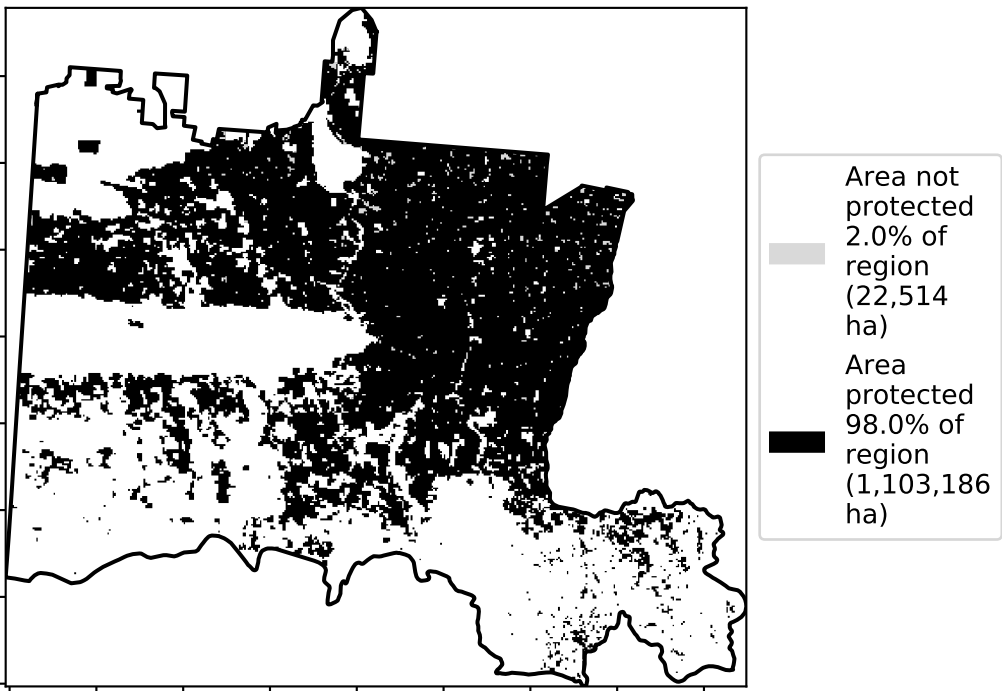 Area not
protected
2.0% of
region
(22,514
ha)
Area
protected
98.0% of
region
(1,103,186
ha)